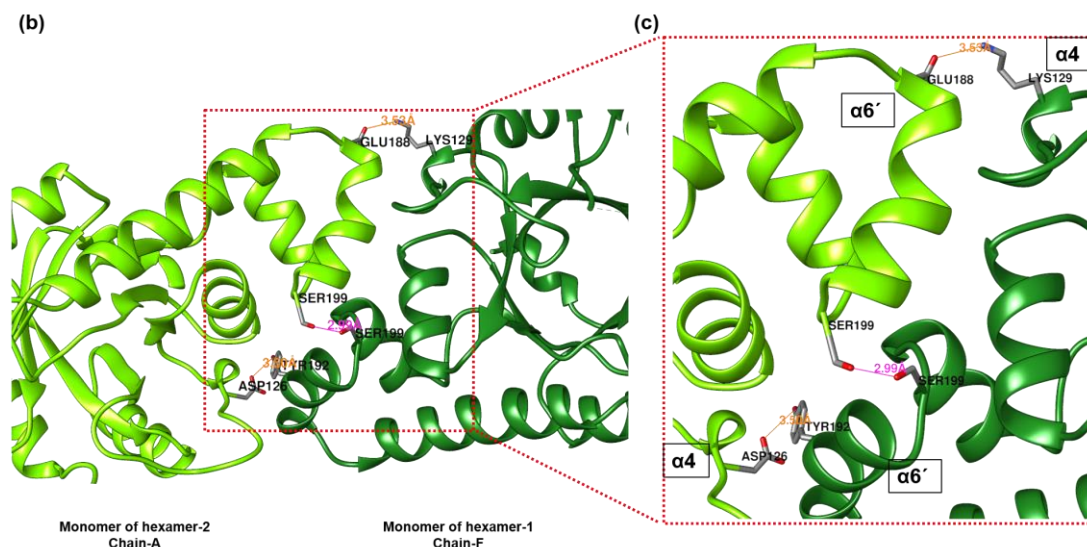 (b)
3.53Å
GLU188
LYS129
SER199
SER199
TYR192
ASP126
Monomer of hexamer-2
Chain-A
Monomer of hexamer-1
Chain-F
(c)
3.53Å
α4
GLU188
LYS129
α6´
SER199
2.99Å
SER199
TYR192
α4
ASP126
α6´